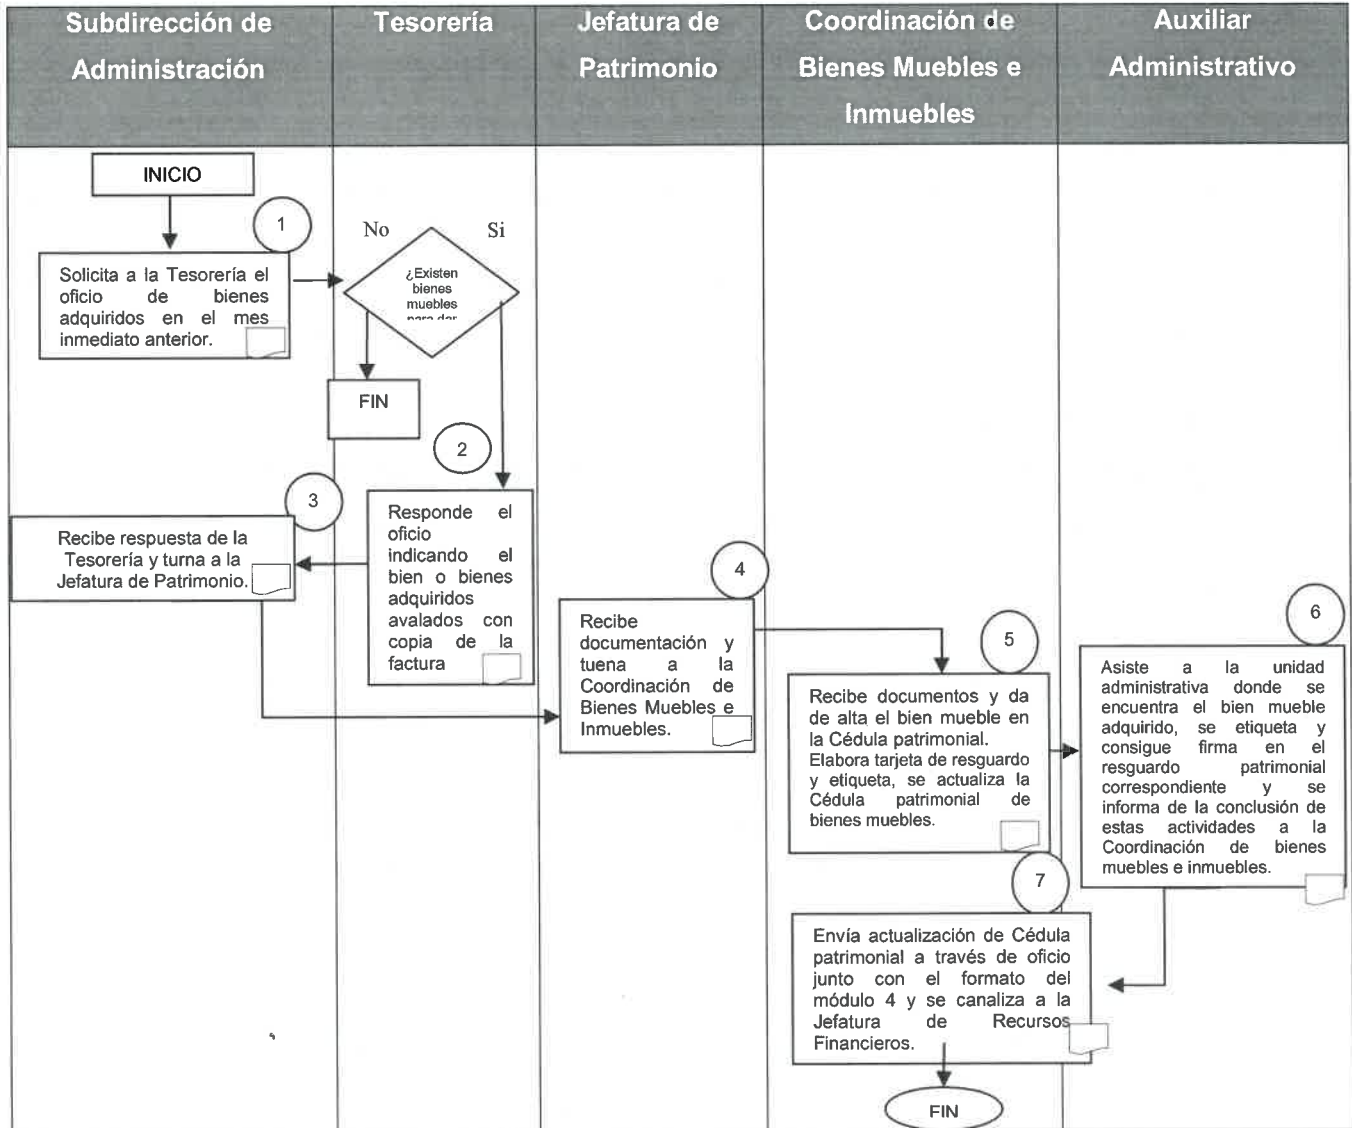 Subdirección de
Administración
Tesorería
Jefatura de
Patrimonio
Coordinación de
Bienes Muebles e
Inmuebles
Auxiliar
Administrativo
INICIO
1
Solicita a la Tesorería el
oficio de bienes
adquiridos en el mes
inmediato anterior.
No
Si
¿Existen
bienes
muebles
para dar
FIN
2
Responde el
oficio
indicando el
bien o bienes
adquiridos
avalados con
copia de la
factura
3
Recibe respuesta de la
Tesorería y turna a la
Jefatura de Patrimonio.
4
Recibe
documentación y
tuena a la
Coordinación de
Bienes Muebles e
Inmuebles.
5
Recibe documentos y da
de alta el bien mueble en
la Cédula patrimonial.
Elabora tarjeta de resguardo
y etiqueta, se actualiza la
Cédula patrimonial de
bienes muebles.
6
Asiste a la unidad
administrativa donde se
encuentra el bien mueble
adquirido, se etiqueta y
consigue firma en el
resguardo patrimonial
correspondiente y se
informa de la conclusión de
estas actividades a la
Coordinación de bienes
muebles e inmuebles.
7
Envía actualización de Cédula
patrimonial a través de oficio
junto con el formato del
módulo 4 y se canaliza a la
Jefatura de Recursos
Financieros.
FIN